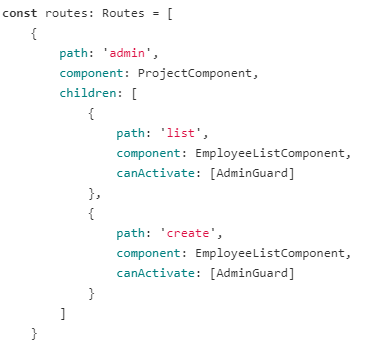 const routes: Routes = [
    {
        path: 'admin',
        component: ProjectComponent,
        children: [
            {
                path: 'list',
                component: EmployeeListComponent,
                canActivate: [AdminGuard]
            },
            {
                path: 'create',
                component: EmployeeListComponent,
                canActivate: [AdminGuard]
            }
        ]
    }